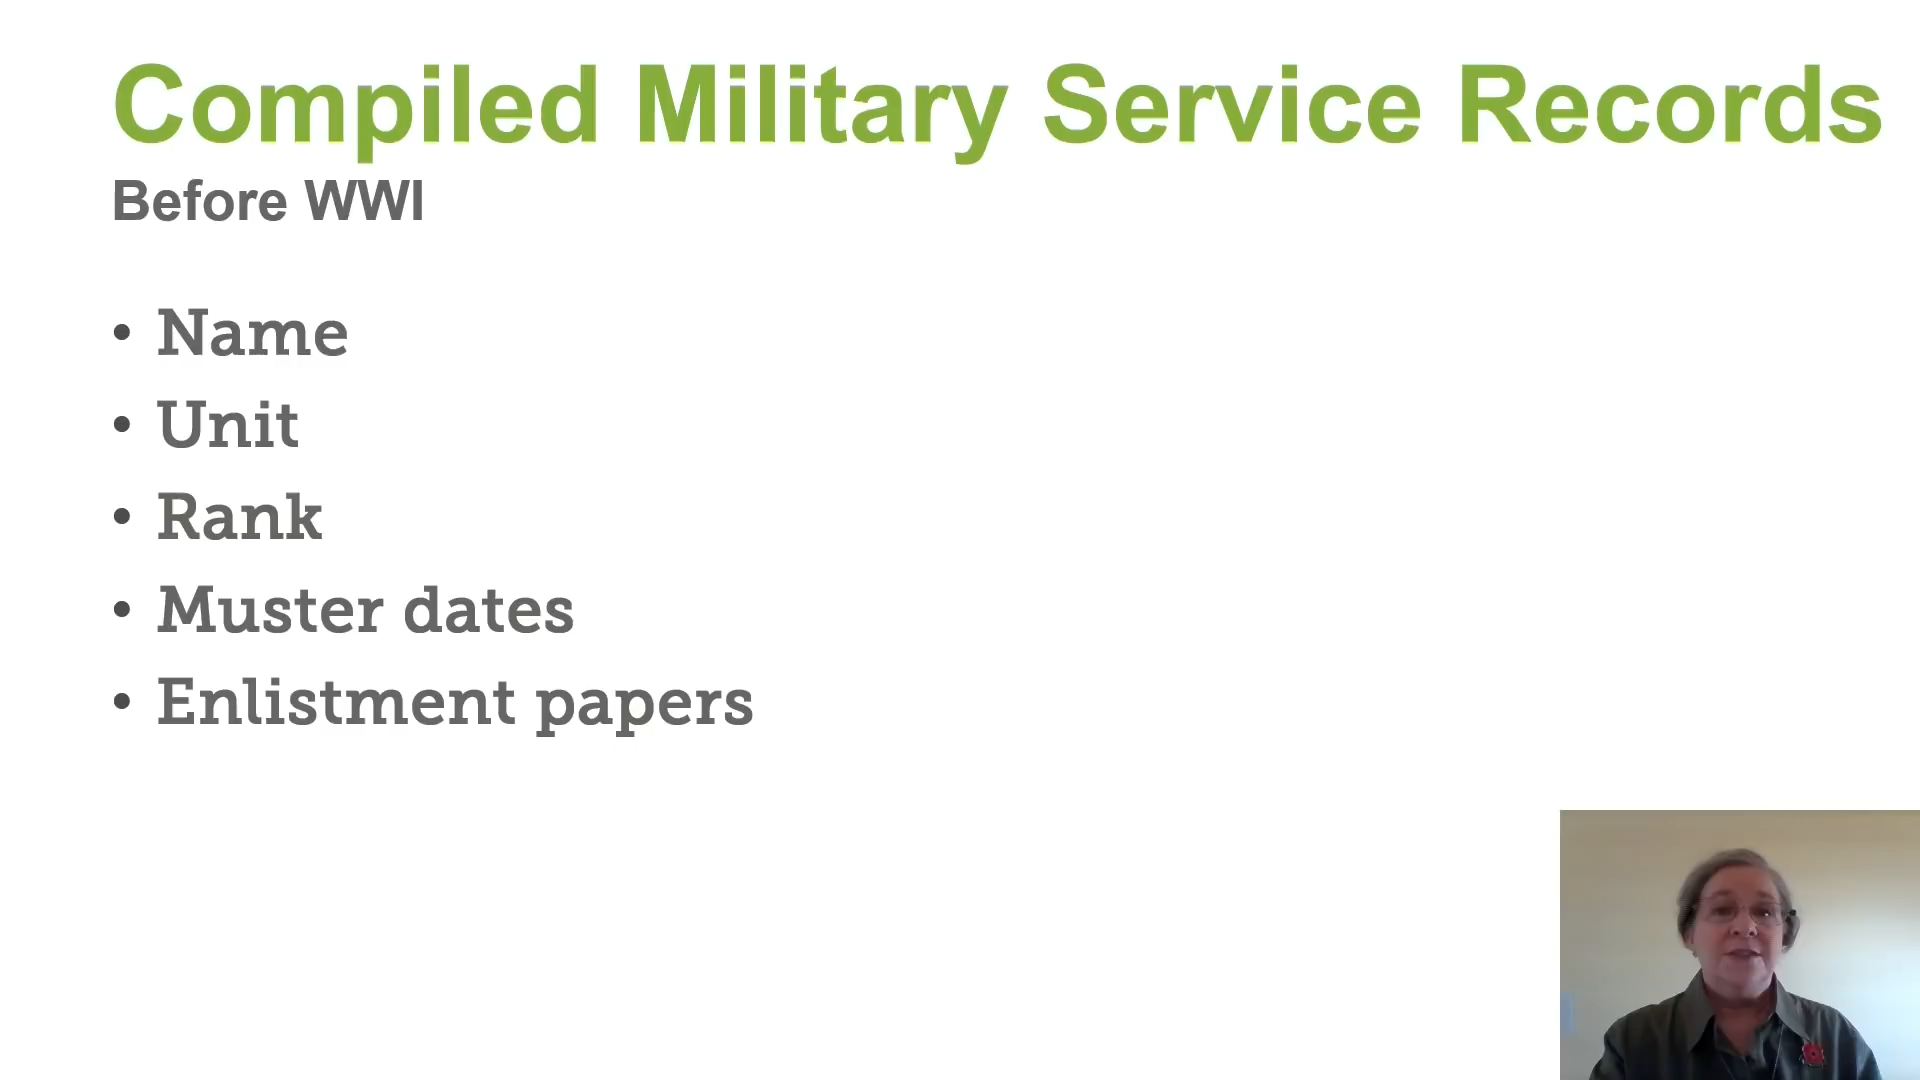 Compiled Military Service Records
Before WWI
• Name
• Unit
• Rank
• Muster dates
• Enlistment papers